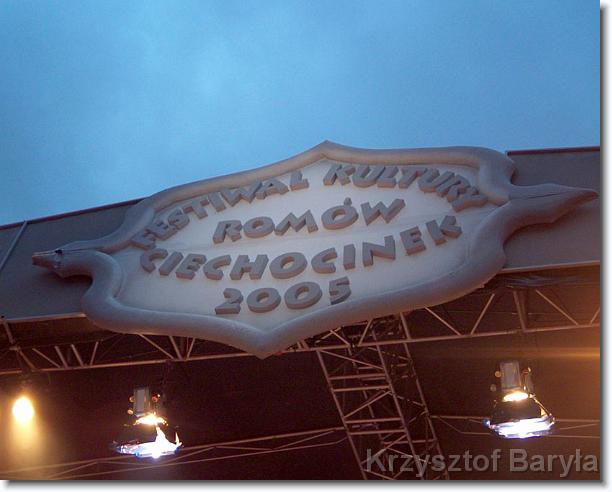 FESTIWAL KULTURY
ROMÓW
CIECHOCINEK
2005
Krzysztof Baryła